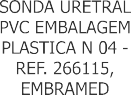 SONDA URETRAL
PVC EMBALAGEM
PLASTICA N 04 -
REF. 266115,
EMBRAMED